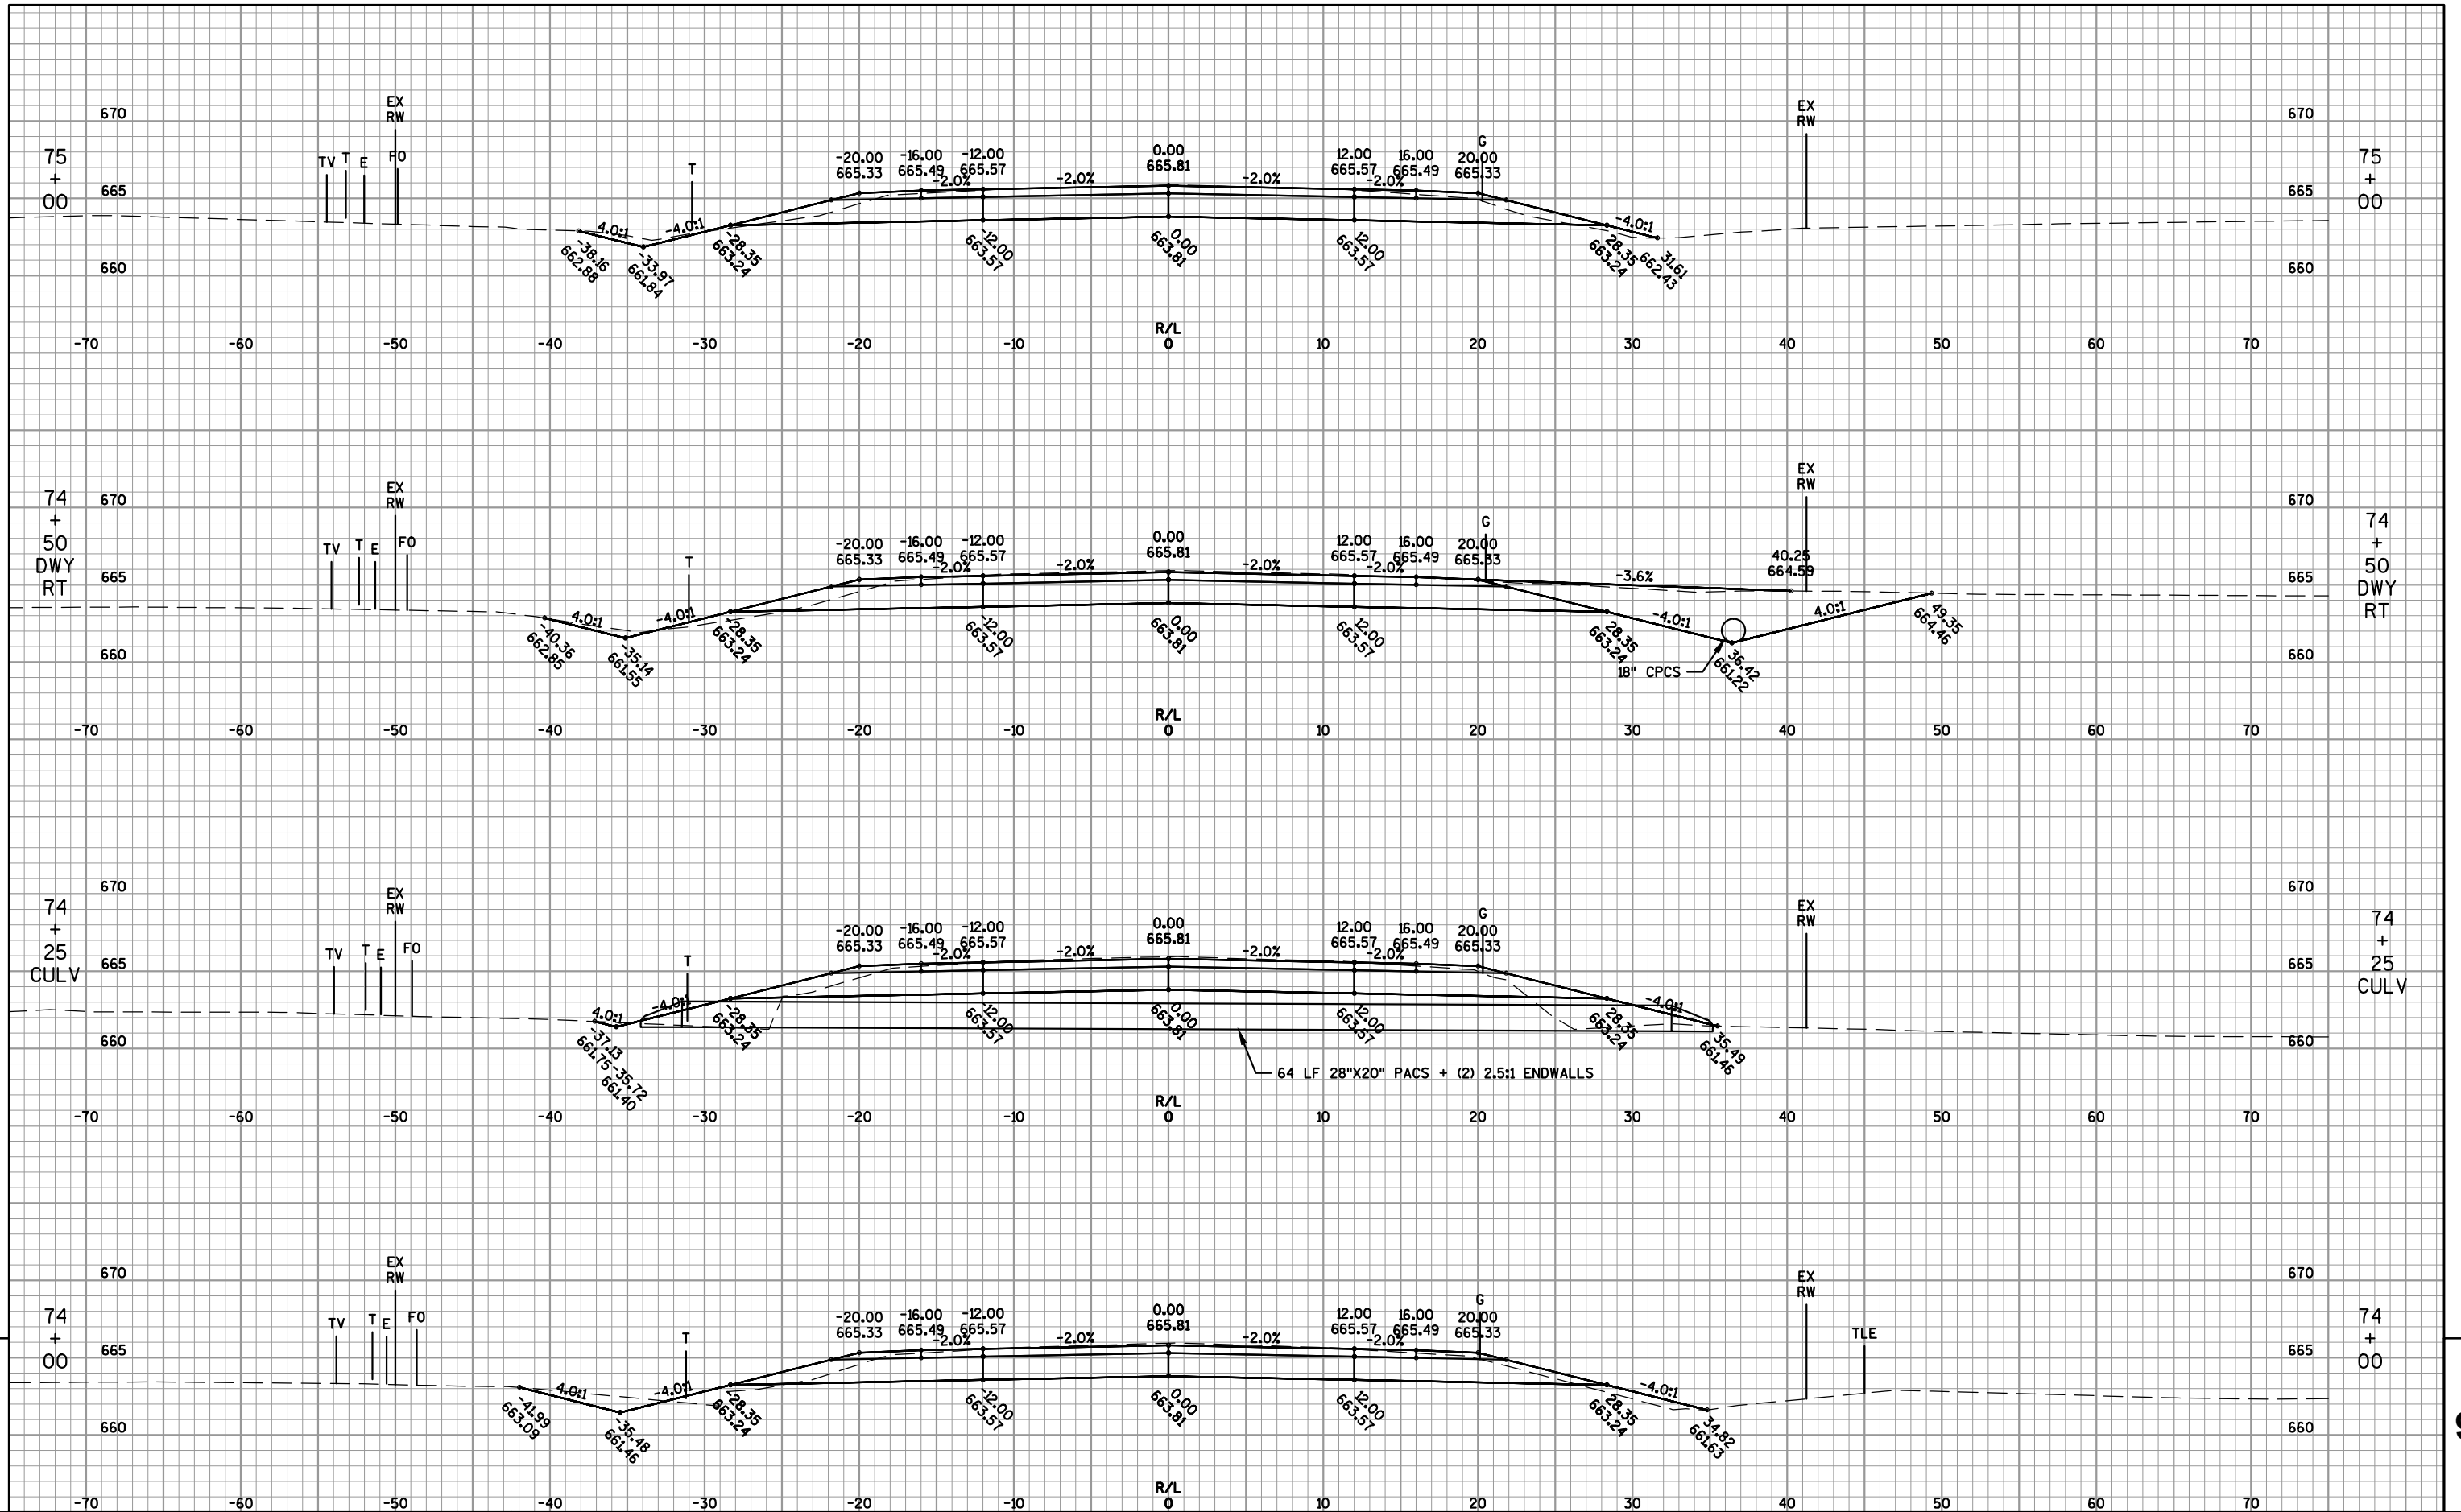 EX
RW
EX
RW
670
670
75
+
00
TV T E FO
T
-20.00 -16.00 -12.00 0.00 12.00 16.00 20.00
665.33 665.49 665.57 665.81 665.57 665.49 665.33
G
75
+
00
665
-2.0% -2.0% -2.0% -2.0%
665
4.0:1 -4.0:1 -4.0:1
-38.16
662.88
-33.97
661.84
-28.35
663.24
-12.00
663.57
0.00
663.81
12.00
663.57
28.35
663.24
31.61
662.43
660
660
R/L
-70 -60 -50 -40 -30 -20 -10 0 10 20 30 40 50 60 70
EX
RW
EX
RW
670
670
74
+
50
DWY
RT
TV T E FO
T
-20.00 -16.00 -12.00 0.00 12.00 16.00 20.00
665.33 665.49 665.57 665.81 665.57 665.49 665.33
G
40.25
664.59
74
+
50
DWY
RT
665
-2.0% -2.0% -2.0% -2.0% -3.6%
665
4.0:1 -4.0:1 -4.0:1 4.0:1
-40.36
662.85
-35.14
661.55
-28.35
663.24
-12.00
663.57
0.00
663.81
12.00
663.57
28.35
663.24
36.42
661.22
49.35
664.46
18" CPCS
660
660
R/L
-70 -60 -50 -40 -30 -20 -10 0 10 20 30 40 50 60 70
EX
RW
EX
RW
670
670
74
+
25
CULV
TV T E FO
T
-20.00 -16.00 -12.00 0.00 12.00 16.00 20.00
665.33 665.49 665.57 665.81 665.57 665.49 665.33
G
74
+
25
CULV
665
-2.0% -2.0% -2.0% -2.0%
665
4.0:1 -4.0:1 -4.0:1
-37.13
661.75
-35.72
661.40
-28.35
663.24
-12.00
663.57
0.00
663.81
12.00
663.57
28.35
663.24
35.49
661.46
660
660
64 LF 28"X20" PACS + (2) 2.5:1 ENDWALLS
R/L
-70 -60 -50 -40 -30 -20 -10 0 10 20 30 40 50 60 70
EX
RW
EX
RW
670
670
74
+
00
TV T E FO
T
-20.00 -16.00 -12.00 0.00 12.00 16.00 20.00
665.33 665.49 665.57 665.81 665.57 665.49 665.33
G
TLE
74
+
00
665
-2.0% -2.0% -2.0% -2.0%
665
4.0:1 -4.0:1 -4.0:1
-41.99
663.09
-35.48
661.46
-28.35
663.24
-12.00
663.57
0.00
663.81
12.00
663.57
28.35
663.24
34.82
661.63
660
660
R/L
-70 -60 -50 -40 -30 -20 -10 0 10 20 30 40 50 60 70